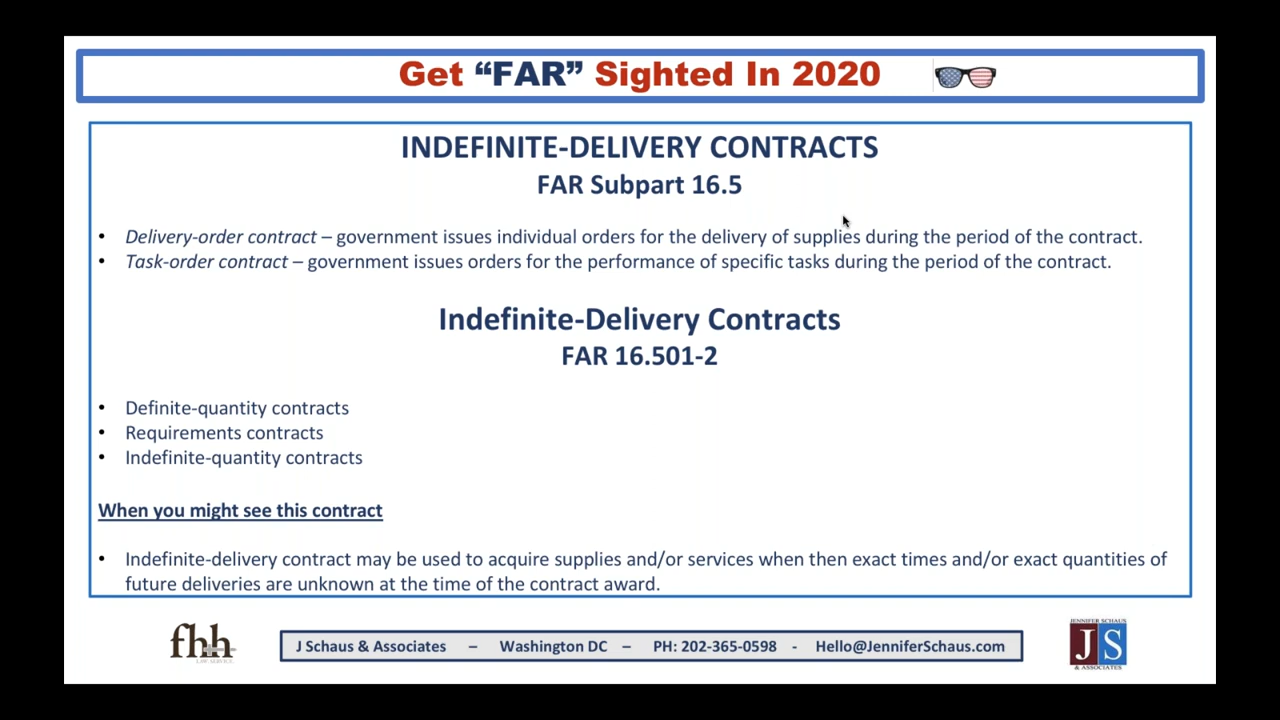 Get “FAR” Sighted In 2020
INDEFINITE-DELIVERY CONTRACTS
FAR Subpart 16.5
• Delivery-order contract – government issues individual orders for the delivery of supplies during the period of the contract.
• Task-order contract – government issues orders for the performance of specific tasks during the period of the contract.
Indefinite-Delivery Contracts
FAR 16.501-2
• Definite-quantity contracts
• Requirements contracts
• Indefinite-quantity contracts
When you might see this contract
• Indefinite-delivery contract may be used to acquire supplies and/or services when then exact times and/or exact quantities of
future deliveries are unknown at the time of the contract award.
fhh
LAW SERVICE
J Schaus & Associates – Washington DC – PH: 202-365-0598 - Hello@JenniferSchaus.com
JENNIFER SCHAUS
JS
& ASSOCIATES